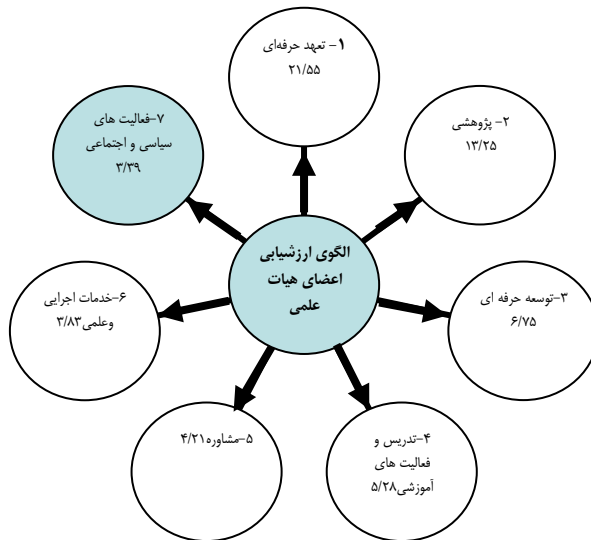 ۱- تعهد حرفه‌ای
۲۱/۵۵
۲- پژوهشی
۱۳/۲۵
۳-توسعه حرفه ای
۶/۷۵
۴-تدریس و
فعالیت های
آموزشی۵/۲۸
۵-مشاوره۴/۲۱
۶-خدمات اجرایی
وعلمی۳/۸۳
۷-فعالیت های
سیاسی و اجتماعی
۳/۳۹
الگوی ارزشیابی
اعضای هیات
علمی